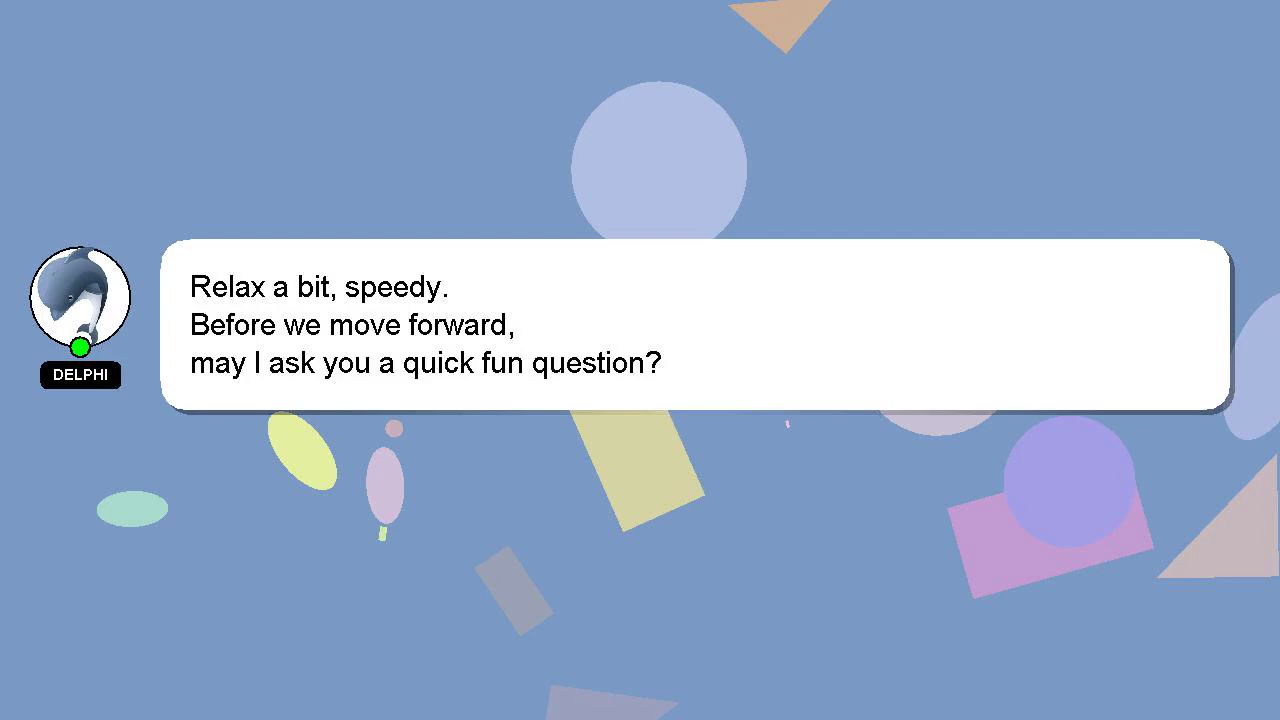 Relax a bit, speedy.
Before we move forward,
may I ask you a quick fun question?
DELPHI